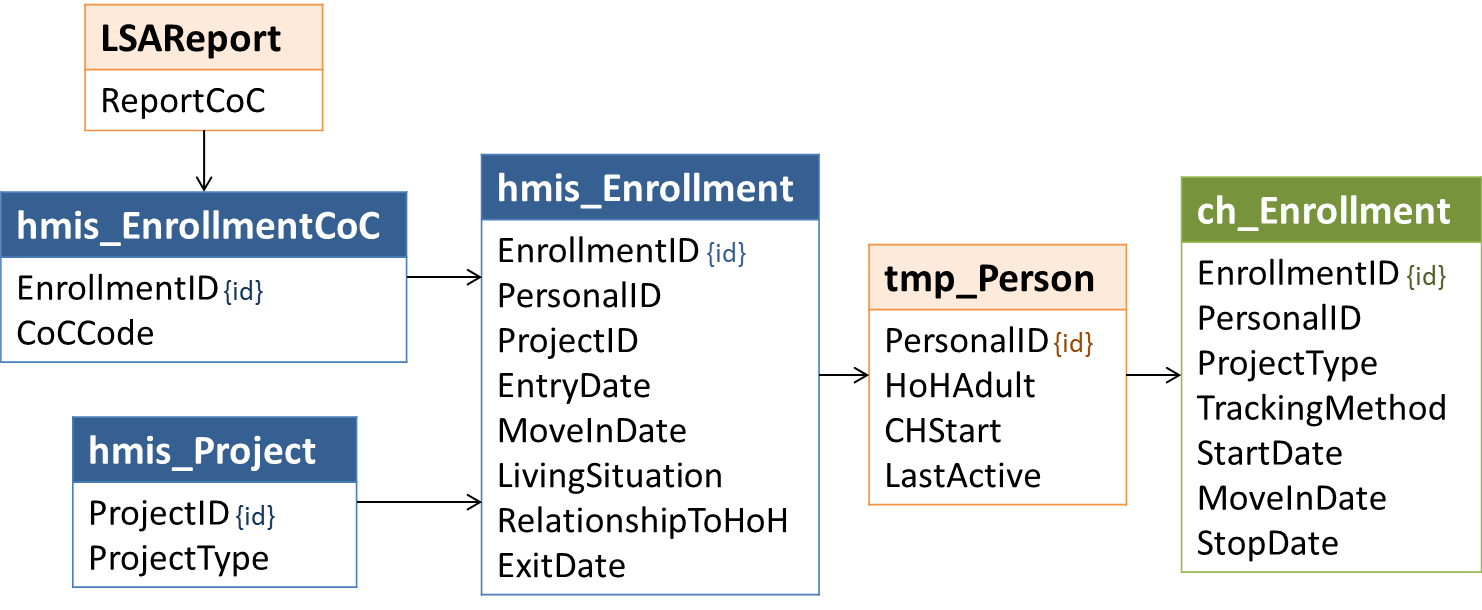 LSAReport
ReportCoC
hmis_EnrollmentCoC
EnrollmentID {id}
CoCCode
hmis_Project
ProjectID {id}
ProjectType
hmis_Enrollment
EnrollmentID {id}
PersonalID
ProjectID
EntryDate
MoveInDate
LivingSituation
RelationshipToHoH
ExitDate
tmp_Person
PersonalID {id}
HoHAdult
CHStart
LastActive
ch_Enrollment
EnrollmentID {id}
PersonalID
ProjectType
TrackingMethod
StartDate
MoveInDate
StopDate